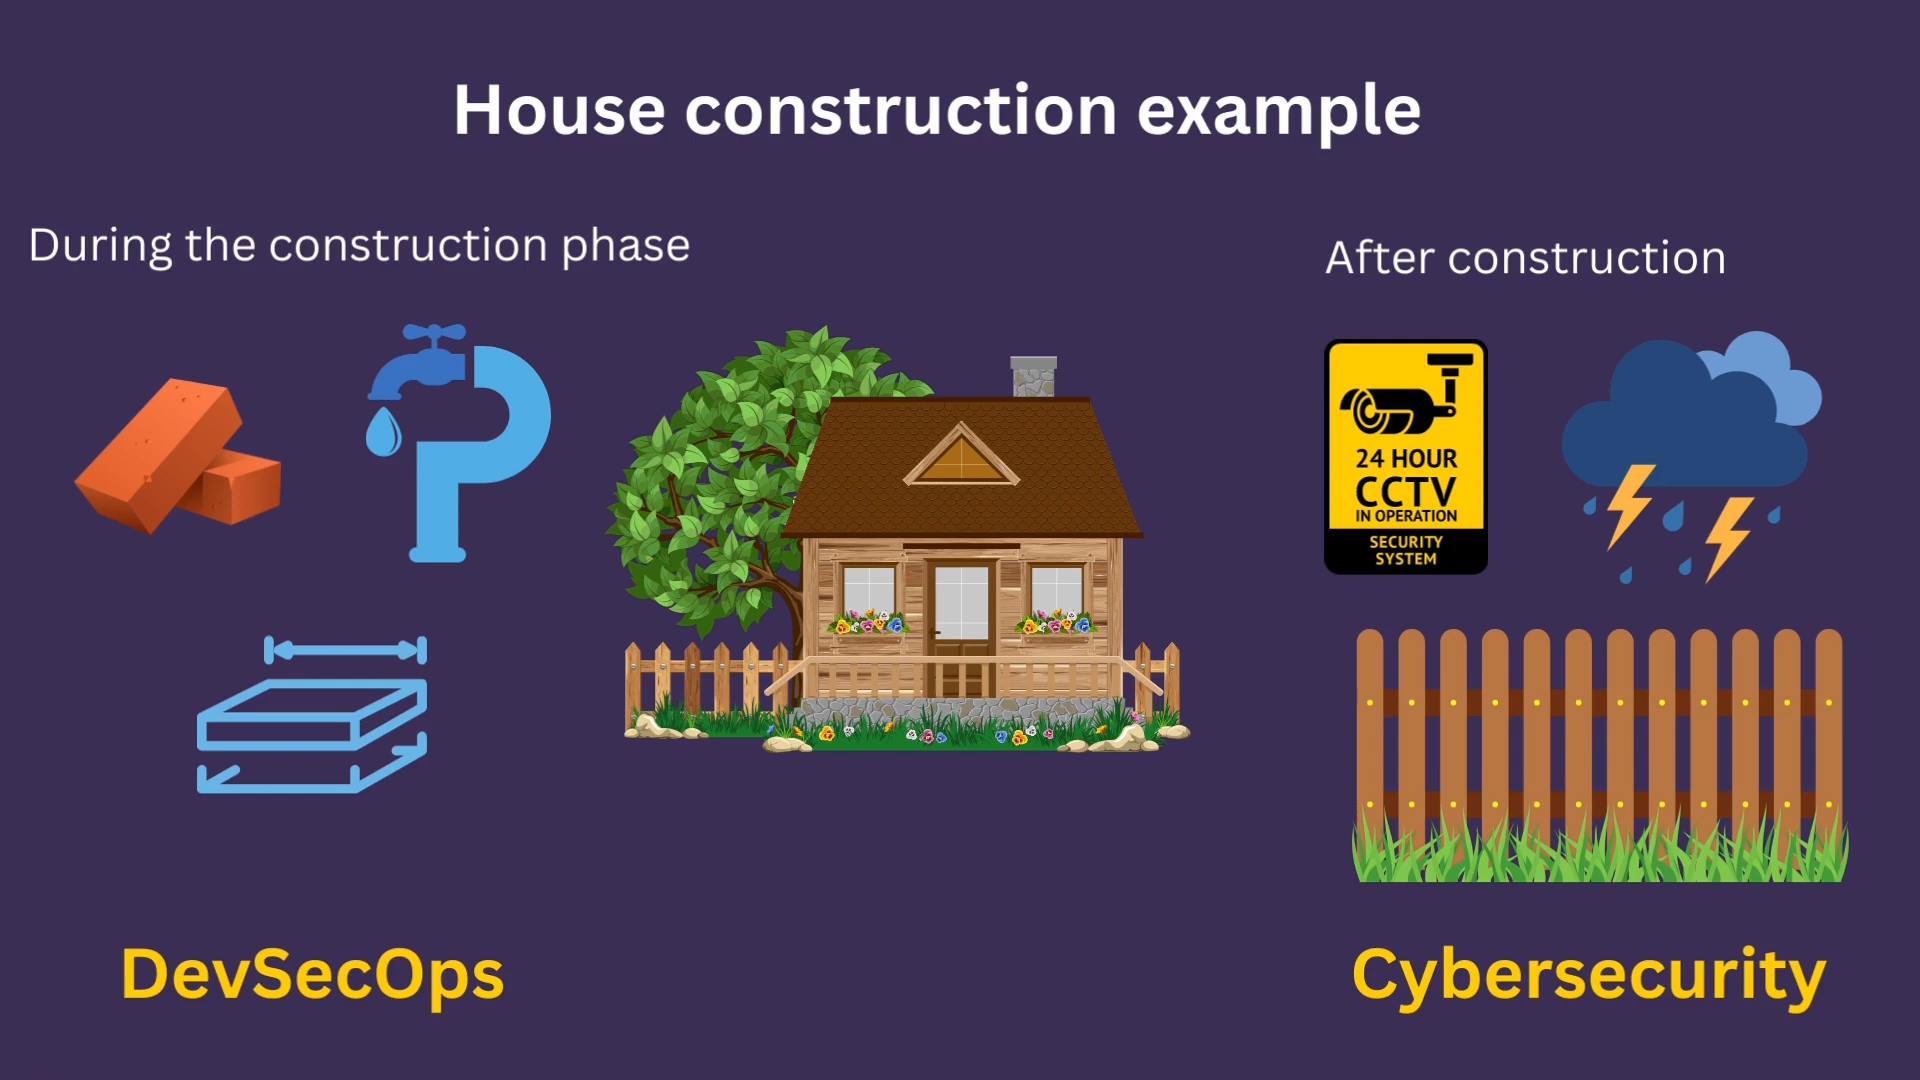 House construction example
During the construction phase
After construction
24 HOUR
CCTV
IN OPERATION
SECURITY
SYSTEM
DevSecOps
Cybersecurity